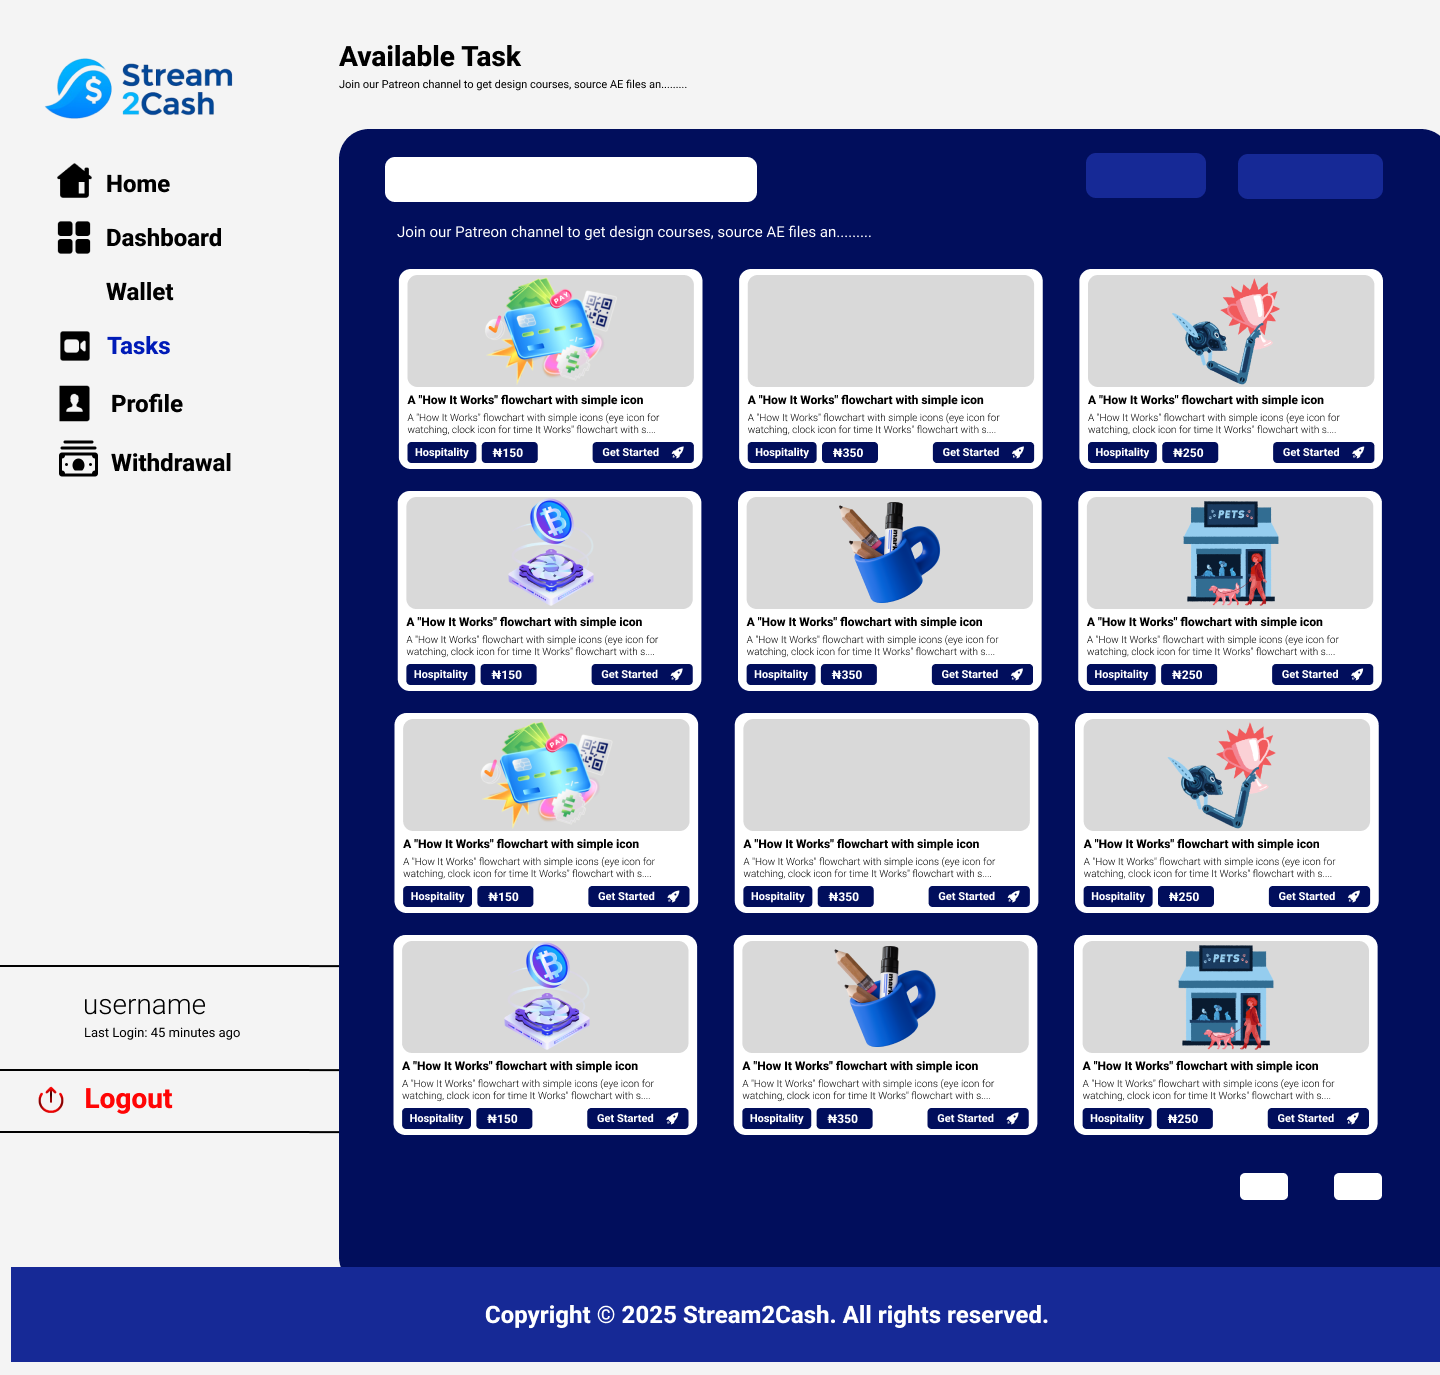 Stream
2Cash
Available Task
Join our Patreon channel to get design courses, source AE files an.........
Home
Dashboard
Wallet
Tasks
Profile
Withdrawal
Join our Patreon channel to get design courses, source AE files an.........
PAY
A "How It Works" flowchart with simple icon
A "How It Works" flowchart with simple icons (eye icon for
watching, clock icon for time It Works" flowchart with s....
Hospitality ₦150 Get Started
A "How It Works" flowchart with simple icon
A "How It Works" flowchart with simple icons (eye icon for
watching, clock icon for time It Works" flowchart with s....
Hospitality ₦350 Get Started
A "How It Works" flowchart with simple icon
A "How It Works" flowchart with simple icons (eye icon for
watching, clock icon for time It Works" flowchart with s....
Hospitality ₦250 Get Started
A "How It Works" flowchart with simple icon
A "How It Works" flowchart with simple icons (eye icon for
watching, clock icon for time It Works" flowchart with s....
Hospitality ₦150 Get Started
mark
A "How It Works" flowchart with simple icon
A "How It Works" flowchart with simple icons (eye icon for
watching, clock icon for time It Works" flowchart with s....
Hospitality ₦350 Get Started
PETS
A "How It Works" flowchart with simple icon
A "How It Works" flowchart with simple icons (eye icon for
watching, clock icon for time It Works" flowchart with s....
Hospitality ₦250 Get Started
PAY
A "How It Works" flowchart with simple icon
A "How It Works" flowchart with simple icons (eye icon for
watching, clock icon for time It Works" flowchart with s....
Hospitality ₦150 Get Started
A "How It Works" flowchart with simple icon
A "How It Works" flowchart with simple icons (eye icon for
watching, clock icon for time It Works" flowchart with s....
Hospitality ₦350 Get Started
A "How It Works" flowchart with simple icon
A "How It Works" flowchart with simple icons (eye icon for
watching, clock icon for time It Works" flowchart with s....
Hospitality ₦250 Get Started
A "How It Works" flowchart with simple icon
A "How It Works" flowchart with simple icons (eye icon for
watching, clock icon for time It Works" flowchart with s....
Hospitality ₦150 Get Started
mark
A "How It Works" flowchart with simple icon
A "How It Works" flowchart with simple icons (eye icon for
watching, clock icon for time It Works" flowchart with s....
Hospitality ₦350 Get Started
PETS
A "How It Works" flowchart with simple icon
A "How It Works" flowchart with simple icons (eye icon for
watching, clock icon for time It Works" flowchart with s....
Hospitality ₦250 Get Started
username
Last Login: 45 minutes ago
Logout
Copyright © 2025 Stream2Cash. All rights reserved.